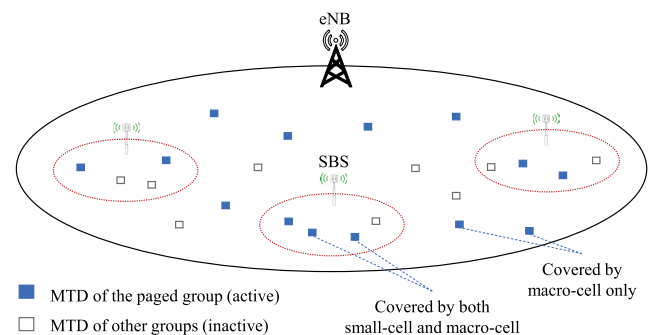 eNB
SBS
MTD of the paged group (active)
MTD of other groups (inactive)
Covered by both
small-cell and macro-cell
Covered by
macro-cell only